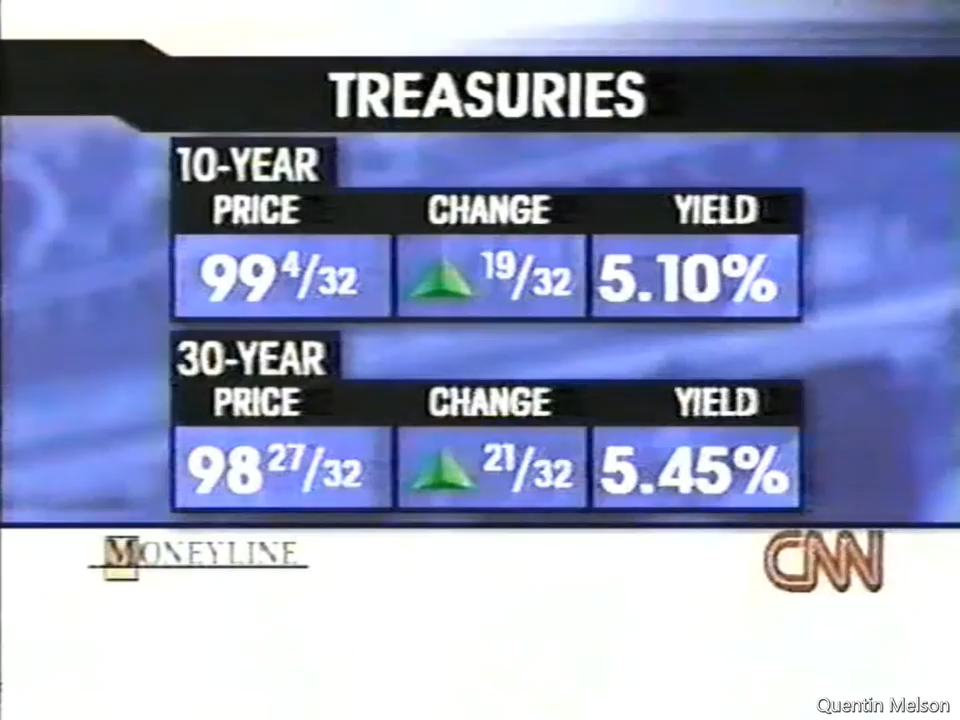 TREASURIES
10-YEAR
PRICE CHANGE YIELD
99 4/32 19/32 5.10%
30-YEAR
PRICE CHANGE YIELD
98 27/32 21/32 5.45%
MONEYLINE CNN
Quentin Melson